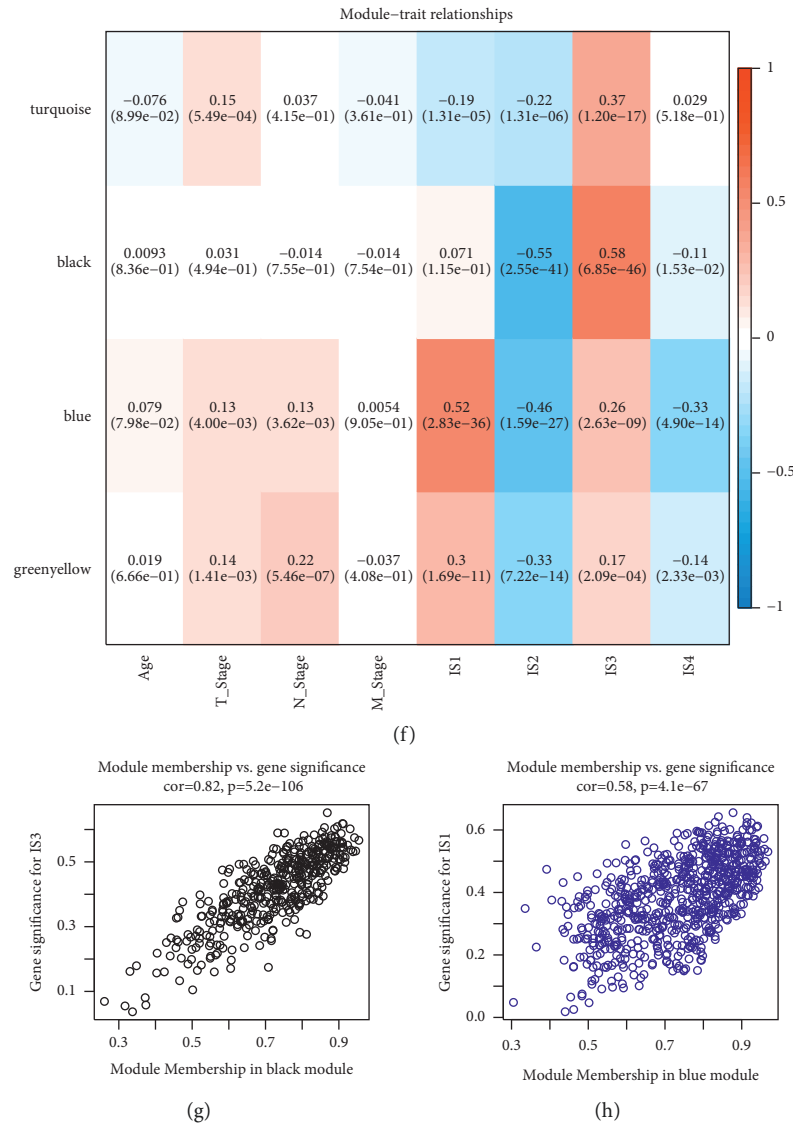 Module−trait relationships
turquoise
−0.076 0.15 0.037 −0.041 −0.19 −0.22 0.37 0.029
(8.99e−02) (5.49e−04) (4.15e−01) (3.61e−01) (1.31e−05) (1.31e−06) (1.20e−17) (5.18e−01)
black
0.0093 0.031 −0.014 −0.014 0.071 −0.55 0.58 −0.11
(8.36e−01) (4.94e−01) (7.55e−01) (7.54e−01) (1.15e−01) (2.55e−41) (6.85e−46) (1.53e−02)
blue
0.079 0.13 0.13 0.0054 0.52 −0.46 0.26 −0.33
(7.98e−02) (4.00e−03) (3.62e−03) (9.05e−01) (2.83e−36) (1.59e−27) (2.63e−09) (4.90e−14)
greenyellow
0.019 0.14 0.22 −0.037 0.3 −0.33 0.17 −0.14
(6.66e−01) (1.41e−03) (5.46e−07) (4.08e−01) (1.69e−11) (7.22e−14) (2.09e−04) (2.33e−03)
Age T_Stage N_Stage M_Stage IS1 IS2 IS3 IS4
1
0.5
0
−0.5
−1
(f)
Module membership vs. gene significance
cor=0.82, p=5.2e−106
Gene significance for IS3
0.5
0.3
0.1
0.3 0.5 0.7 0.9
Module Membership in black module
(g)
Module membership vs. gene significance
cor=0.58, p=4.1e−67
Gene significance for IS1
0.6
0.4
0.2
0.0
0.3 0.5 0.7 0.9
Module Membership in blue module
(h)